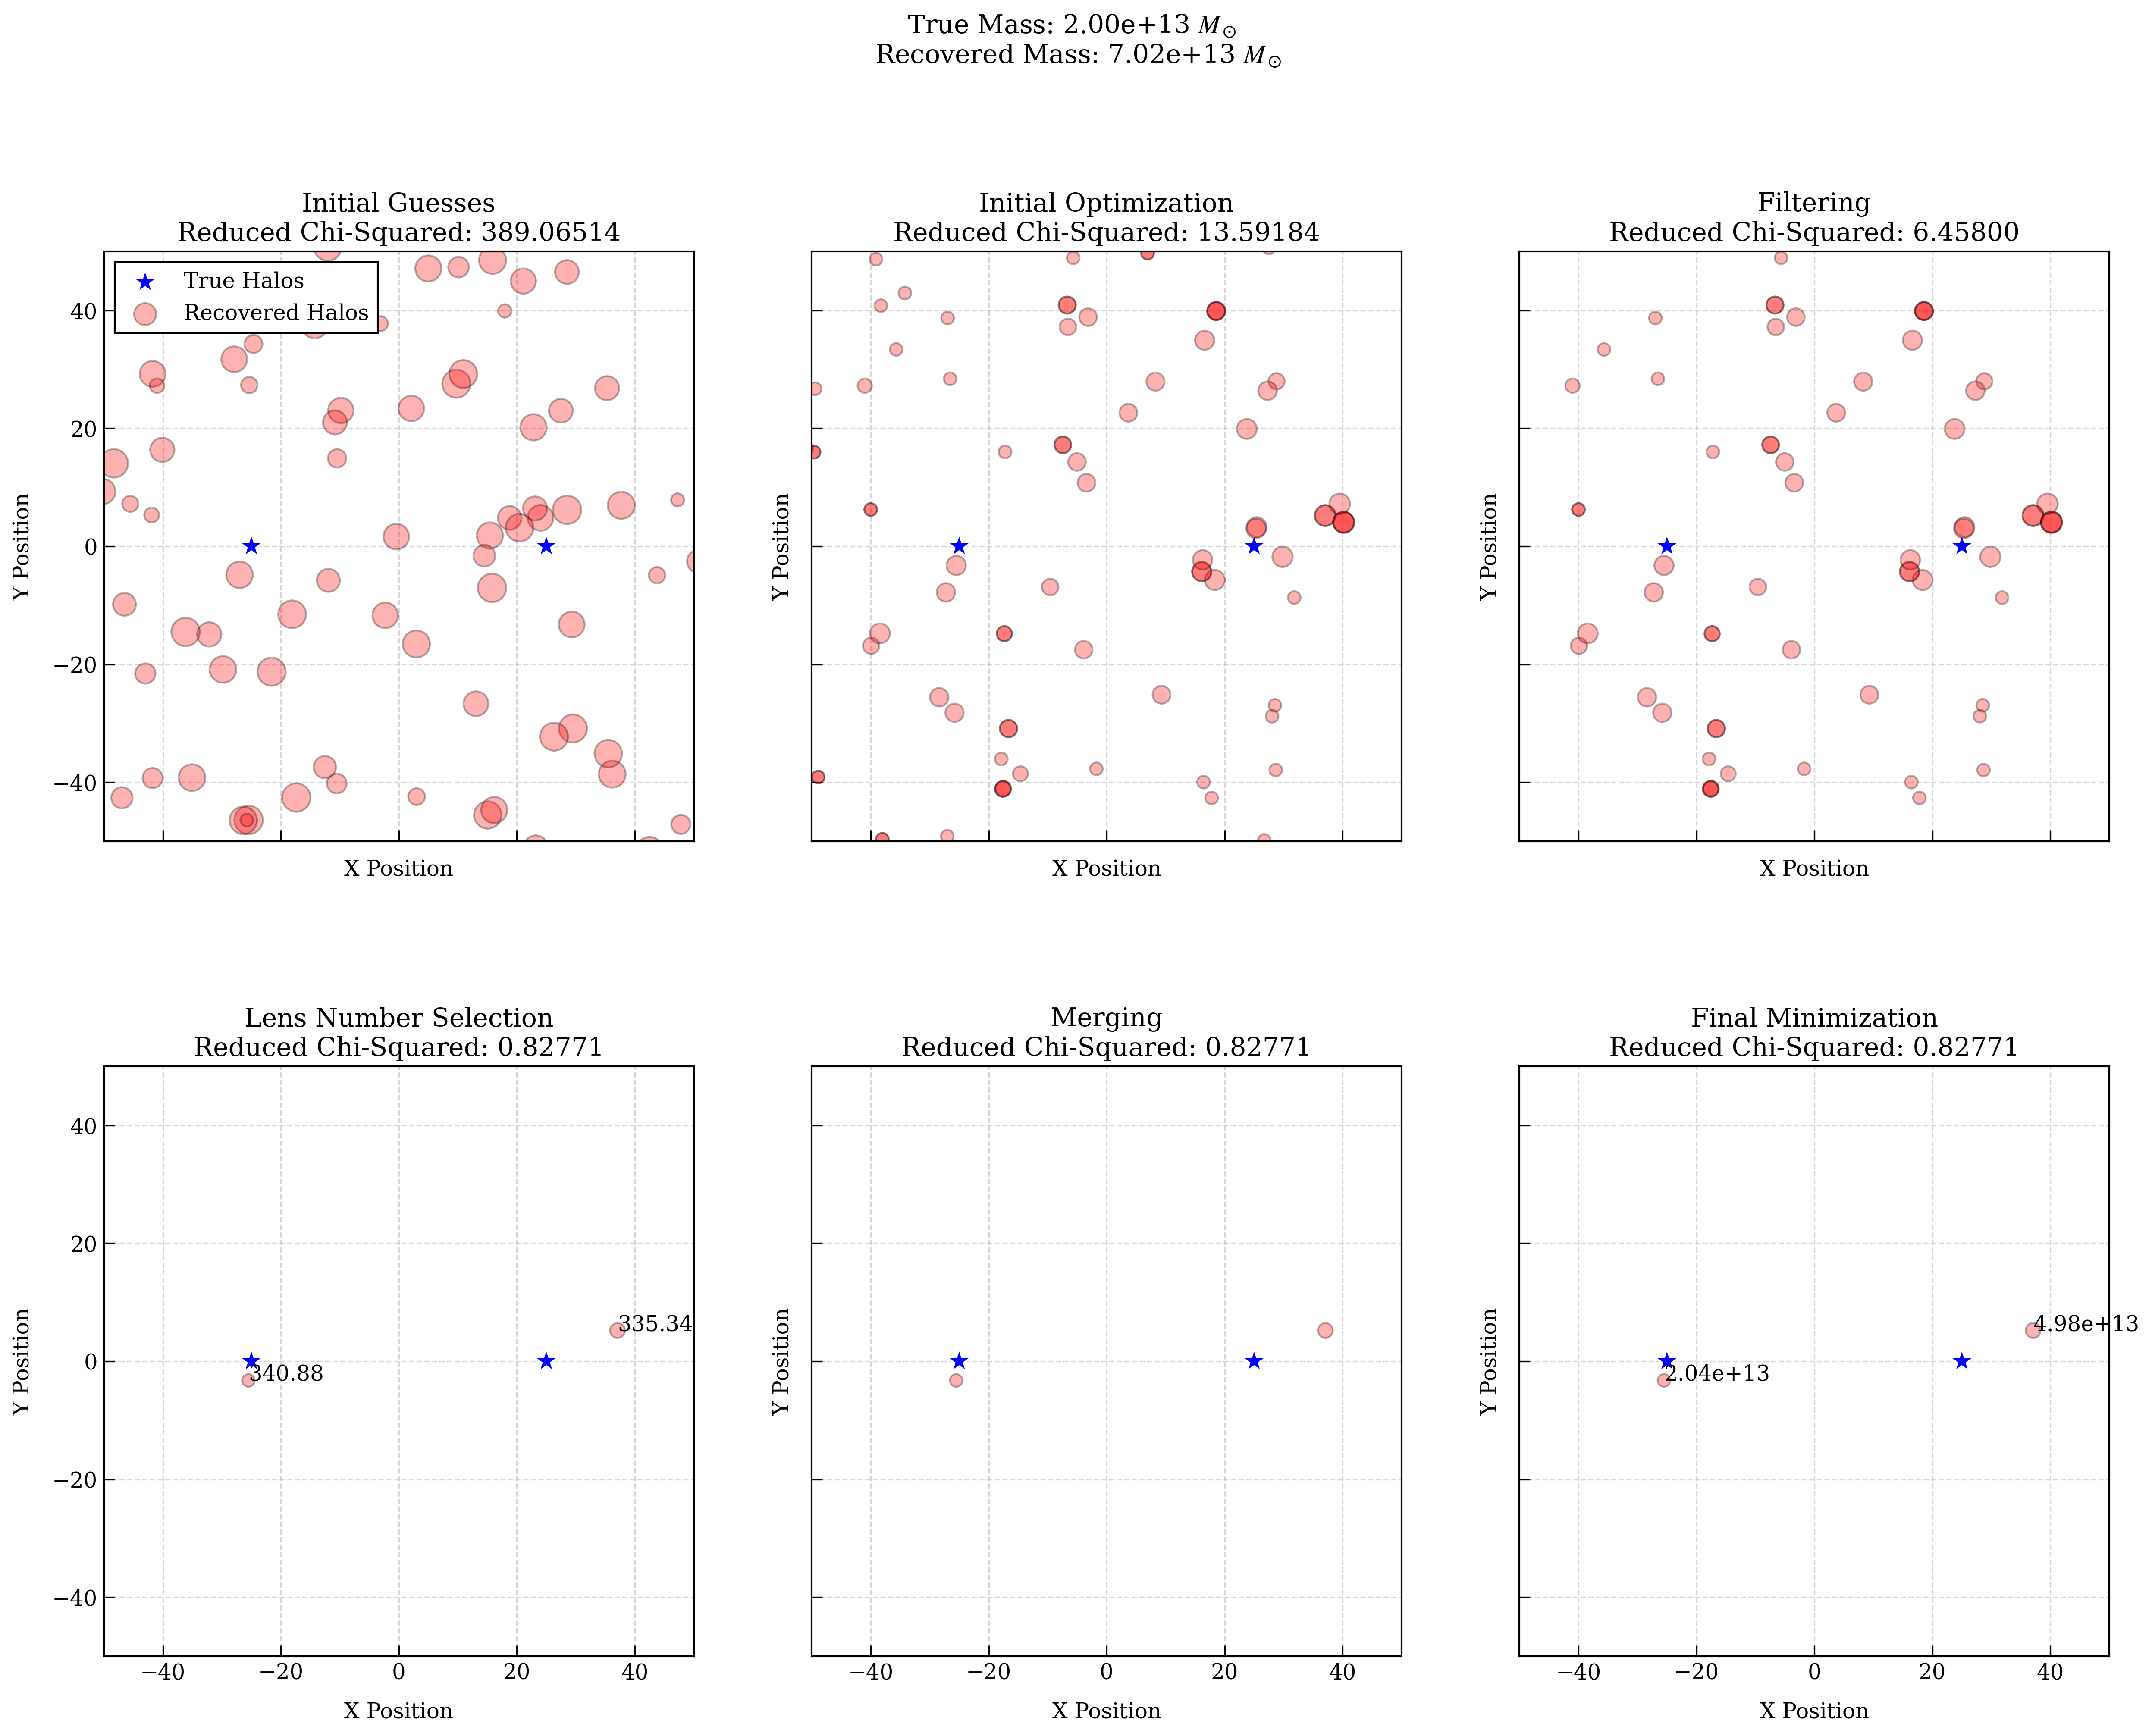 True Mass: 2.00e+13 M⊙
Recovered Mass: 7.02e+13 M⊙
Initial Guesses
Reduced Chi-Squared: 389.06514
True Halos
Recovered Halos
40
20
0
−20
−40
Y Position
X Position
Initial Optimization
Reduced Chi-Squared: 13.59184
Y Position
X Position
Filtering
Reduced Chi-Squared: 6.45800
Y Position
X Position
Lens Number Selection
Reduced Chi-Squared: 0.82771
40
20
0
−20
−40
Y Position
335.34
340.88
−40 −20 0 20 40
X Position
Merging
Reduced Chi-Squared: 0.82771
Y Position
−40 −20 0 20 40
X Position
Final Minimization
Reduced Chi-Squared: 0.82771
Y Position
4.98e+13
2.04e+13
−40 −20 0 20 40
X Position